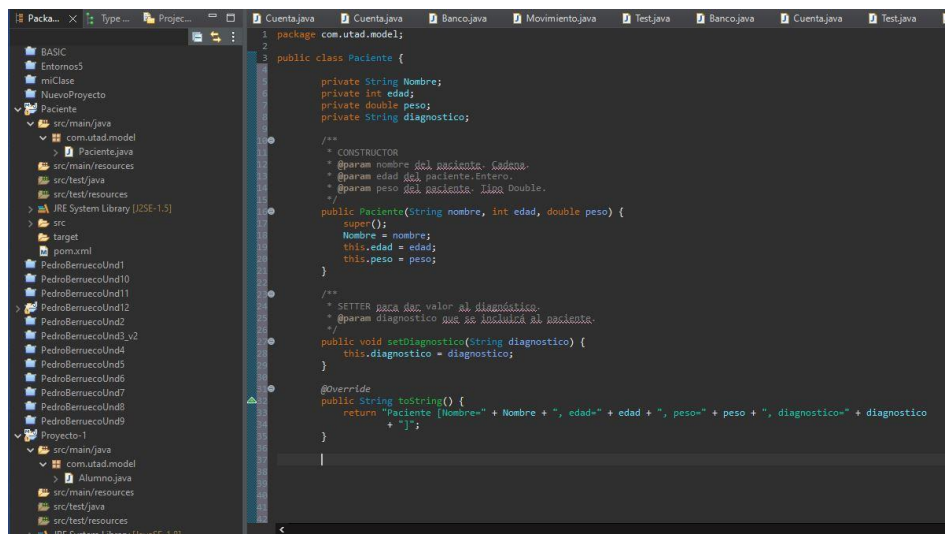 Packa...
Type ...
Projec...
BASIC
Entornos5
miClase
NuevoProyecto
Paciente
src/main/java
com.utad.model
Paciente.java
src/main/resources
src/test/java
src/test/resources
JRE System Library [J2SE-1.5]
src
target
pom.xml
PedroBerruecoUnd1
PedroBerruecoUnd10
PedroBerruecoUnd11
PedroBerruecoUnd12
PedroBerruecoUnd2
PedroBerruecoUnd3_v2
PedroBerruecoUnd4
PedroBerruecoUnd5
PedroBerruecoUnd6
PedroBerruecoUnd7
PedroBerruecoUnd8
PedroBerruecoUnd9
Proyecto-1
src/main/java
com.utad.model
Alumno.java
src/main/resources
src/test/java
src/test/resources
JRE System Library [JavaSE-1.8]
Cuenta.java
Cuenta.java
Banco.java
Movimiento.java
Test.java
Banco.java
Cuenta.java
Test.java
1 package com.utad.model;
2
3 public class Paciente {
4
5 private String Nombre;
6 private int edad;
7 private double peso;
8 private String diagnostico;
9
10 /**
11 * CONSTRUCTOR
12 * @param nombre del paciente. Cadena.
13 * @param edad del paciente.Entero.
14 * @param peso del paciente. Tipo Double.
15 */
16 public Paciente(String nombre, int edad, double peso) {
17 super();
18 Nombre = nombre;
19 this.edad = edad;
20 this.peso = peso;
21 }
22
23 /**
24 * SETTER para dar valor al diagnóstico.
25 * @param diagnostico que se incluirá al paciente.
26 */
27 public void setDiagnostico(String diagnostico) {
28 this.diagnostico = diagnostico;
29 }
30
31 @Override
32 public String toString() {
33 return "Paciente [Nombre=" + Nombre + ", edad=" + edad + ", peso=" + peso + ", diagnostico=" + diagnostico
34 + "]";
35 }
36
37
38
39
40
41
42